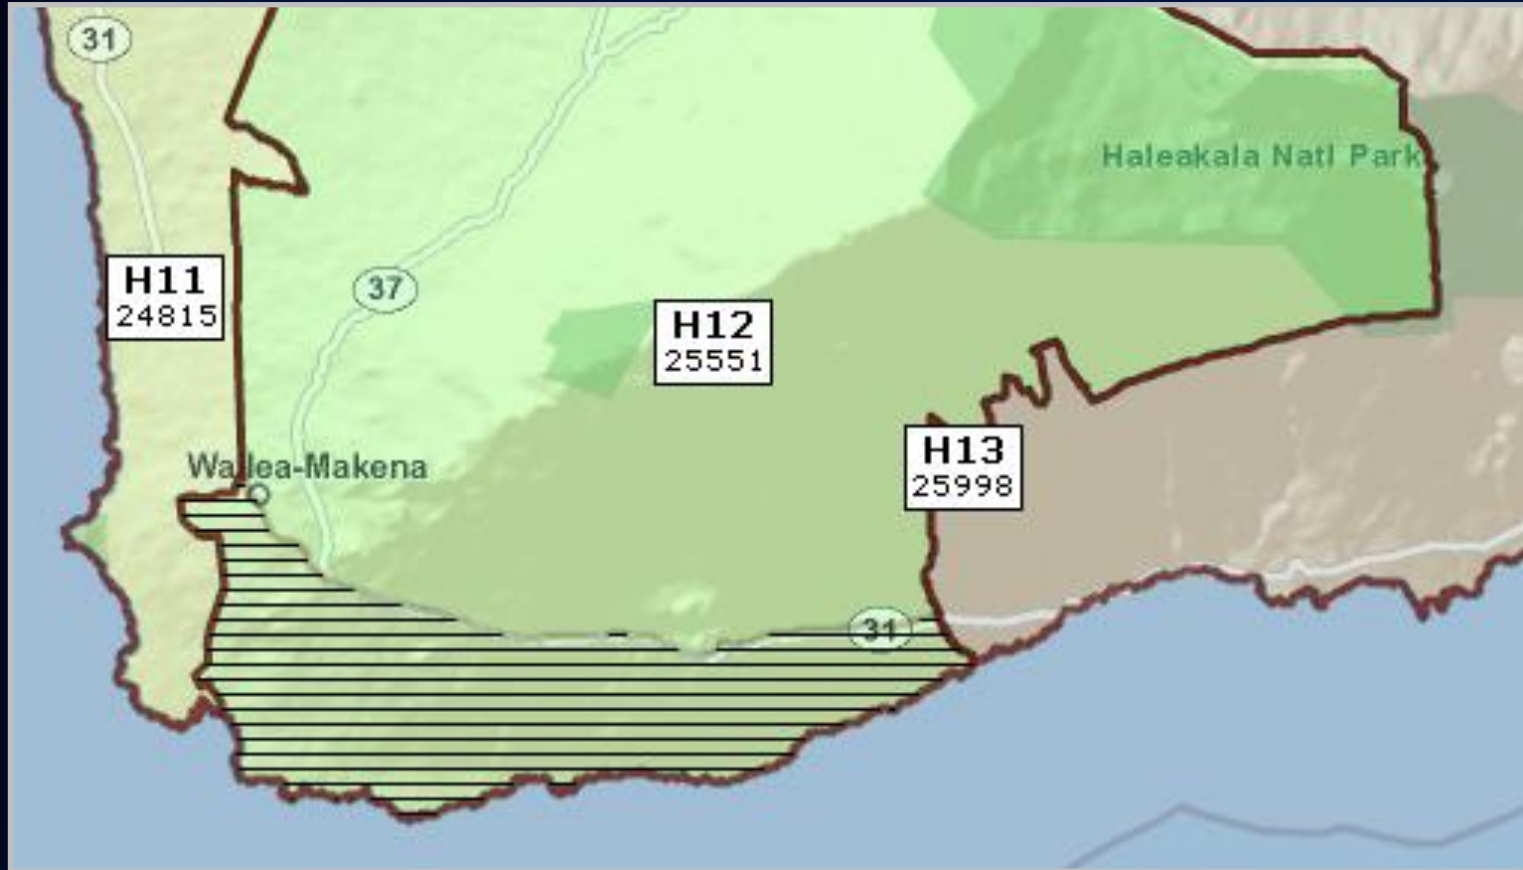 31
Haleakala Natl Park
H11
24815
37
H12
25551
Wailea-Makena
H13
25998
31